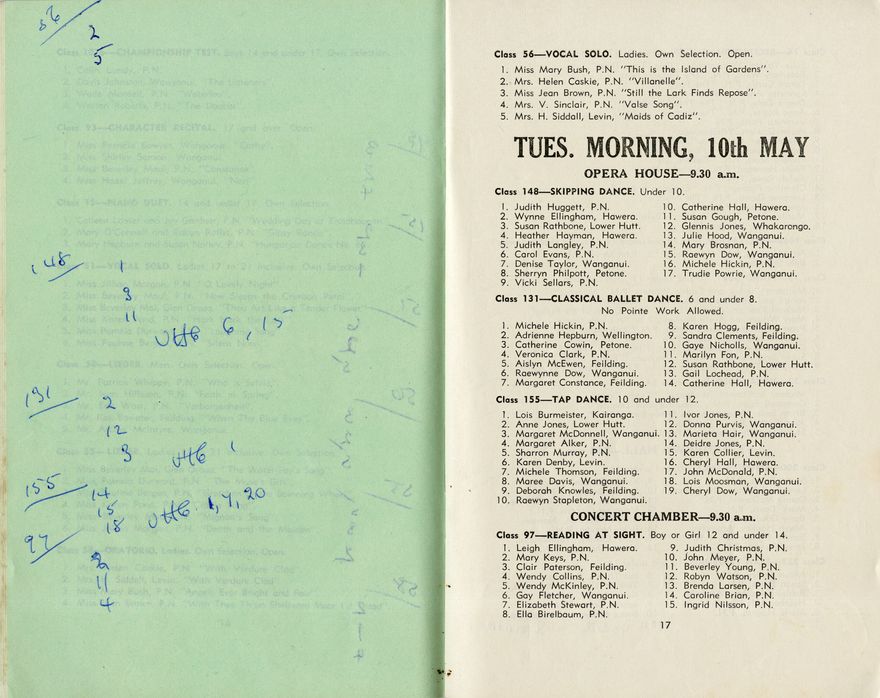 56
2
5
148
1
3
11
VHC 6, 15
131
2
12
3 VHC 1
155
14
15
18 VHC 1, 7, 20
97
11
4
Class 56—VOCAL SOLO. Ladies. Own Selection. Open.
1. Miss Mary Bush, P.N. "This is the Island of Gardens".
2. Mrs. Helen Caskie, P.N. "Villanelle".
3. Miss Jean Brown, P.N. "Still the Lark Finds Repose".
4. Mrs. V. Sinclair, P.N. "Valse Song".
5. Mrs. H. Siddall, Levin, "Maids of Cadiz".
TUES. MORNING, 10th MAY
OPERA HOUSE—9.30 a.m.
Class 148—SKIPPING DANCE. Under 10.
1. Judith Huggett, P.N.
2. Wynne Ellingham, Hawera.
3. Susan Rathbone, Lower Hutt.
4. Heather Hayman, Hawera.
5. Judith Langley, P.N.
6. Carol Evans, P.N.
7. Denise Taylor, Wanganui.
8. Sherryn Philpott, Petone.
9. Vicki Sellars, P.N.
10. Catherine Hall, Hawera.
11. Susan Gough, Petone.
12. Glennis Jones, Whakarongo.
13. Julie Hood, Wanganui.
14. Mary Brosnan, P.N.
15. Raewyn Dow, Wanganui.
16. Michele Hickin, P.N.
17. Trudie Powrie, Wanganui.
Class 131—CLASSICAL BALLET DANCE. 6 and under 8.
No Pointe Work Allowed.
1. Michele Hickin, P.N.
2. Adrienne Hepburn, Wellington.
3. Catherine Cowin, Petone.
4. Veronica Clark, P.N.
5. Aislyn McEwen, Feilding.
6. Raewynne Dow, Wanganui.
7. Margaret Constance, Feilding.
8. Karen Hogg, Feilding.
9. Sandra Clements, Feilding.
10. Gaye Nicholls, Wanganui.
11. Marilyn Fon, P.N.
12. Susan Rathbone, Lower Hutt.
13. Gail Lochead, P.N.
14. Catherine Hall, Hawera.
Class 155—TAP DANCE. 10 and under 12.
1. Lois Burmeister, Kairanga.
2. Anne Jones, Lower Hutt.
3. Margaret McDonnell, Wanganui.
4. Margaret Alker, P.N.
5. Sharron Murray, P.N.
6. Karen Denby, Levin.
7. Michele Thomson, Feilding.
8. Maree Davis, Wanganui.
9. Deborah Knowles, Feilding.
10. Raewyn Stapleton, Wanganui.
11. Ivor Jones, P.N.
12. Donna Purvis, Wanganui.
13. Marieta Hair, Wanganui.
14. Deidre Jones, P.N.
15. Karen Collier, Levin.
16. Cheryl Hall, Hawera.
17. John McDonald, P.N.
18. Lois Moosman, Wanganui.
19. Cheryl Dow, Wanganui.
CONCERT CHAMBER—9.30 a.m.
Class 97—READING AT SIGHT. Boy or Girl 12 and under 14.
1. Leigh Ellingham, Hawera.
2. Mary Keys, P.N.
3. Clair Paterson, Feilding.
4. Wendy Collins, P.N.
5. Wendy McKinley, P.N.
6. Gay Fletcher, Wanganui.
7. Elizabeth Stewart, P.N.
8. Ella Birelbaum, P.N.
9. Judith Christmas, P.N.
10. John Meyer, P.N.
11. Beverley Young, P.N.
12. Robyn Watson, P.N.
13. Brenda Larsen, P.N.
14. Caroline Brian, P.N.
15. Ingrid Nilsson, P.N.
17